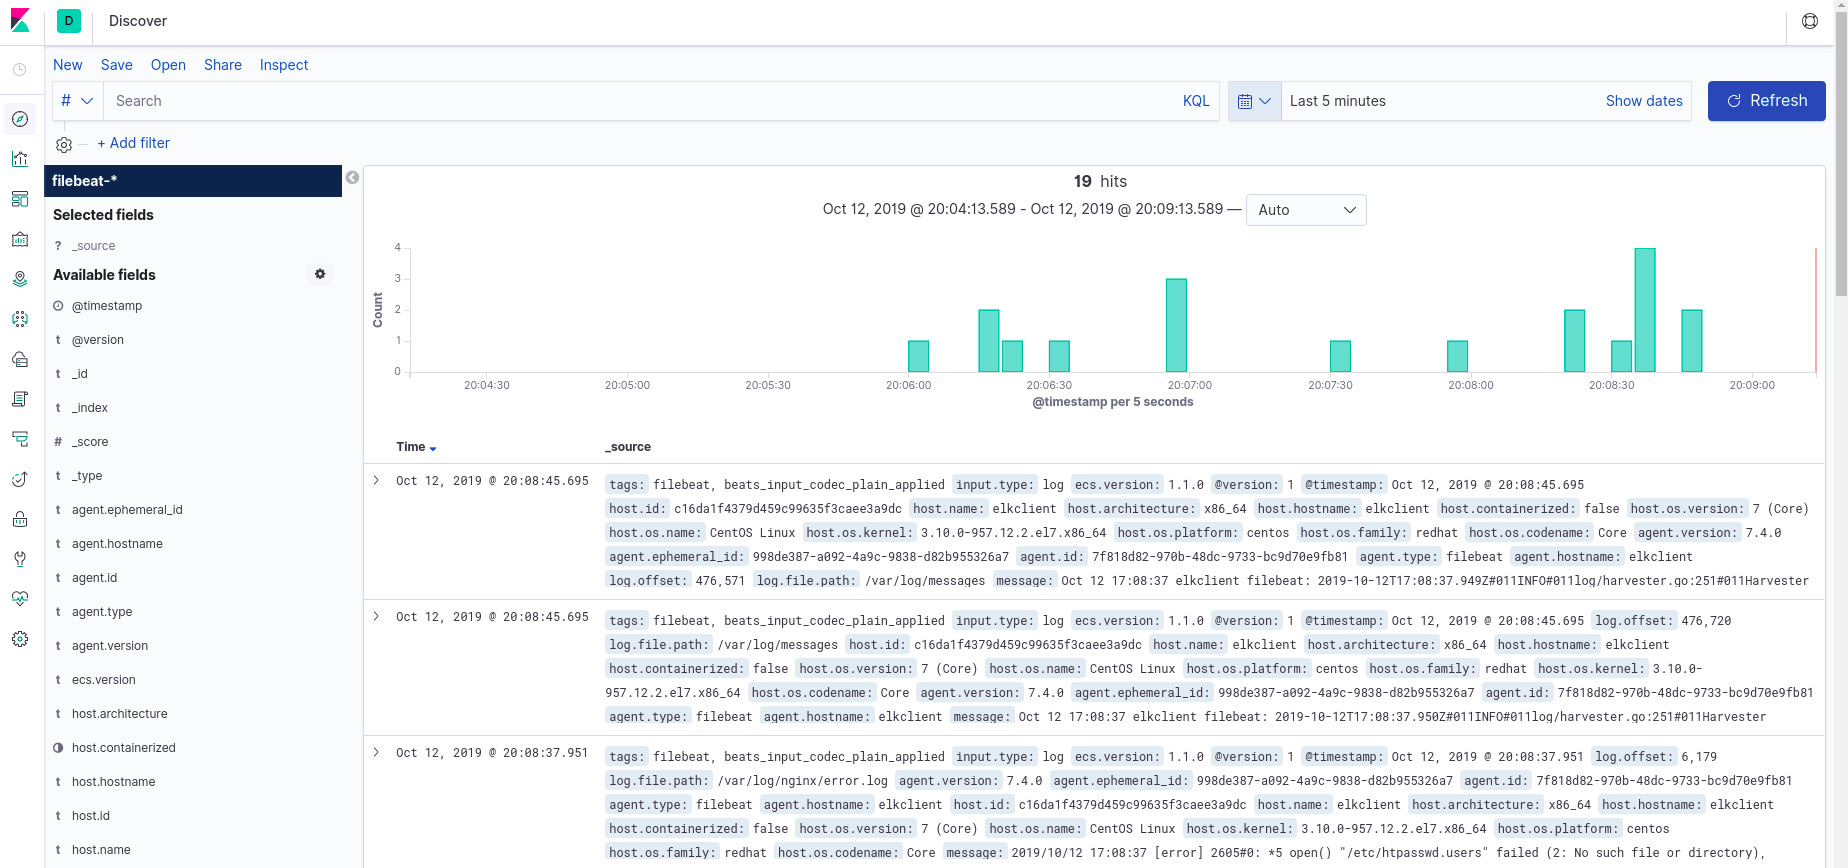 D Discover
New Save Open Share Inspect
# Search KQL Last 5 minutes Show dates Refresh
+ Add filter
filebeat-*
Selected fields
? _source
Available fields
@timestamp
t @version
t _id
t _index
# _score
t _type
t agent.ephemeral_id
t agent.hostname
t agent.id
t agent.type
t agent.version
t ecs.version
t host.architecture
host.containerized
t host.hostname
t host.id
t host.name
19 hits
Oct 12, 2019 @ 20:04:13.589 - Oct 12, 2019 @ 20:09:13.589 — Auto
Count
4
3
2
1
0
20:04:30 20:05:00 20:05:30 20:06:00 20:06:30 20:07:00 20:07:30 20:08:00 20:08:30 20:09:00
@timestamp per 5 seconds
Time _source
Oct 12, 2019 @ 20:08:45.695 tags: filebeat, beats_input_codec_plain_applied input.type: log ecs.version: 1.1.0 @version: 1 @timestamp: Oct 12, 2019 @ 20:08:45.695
host.id: c16da1f4379d459c99635f3caee3a9dc host.name: elkclient host.architecture: x86_64 host.hostname: elkclient host.containerized: false host.os.version: 7 (Core)
host.os.name: CentOS Linux host.os.kernel: 3.10.0-957.12.2.el7.x86_64 host.os.platform: centos host.os.family: redhat host.os.codename: Core agent.version: 7.4.0
agent.ephemeral_id: 998de387-a092-4a9c-9838-d82b955326a7 agent.id: 7f818d82-970b-48dc-9733-bc9d70e9fb81 agent.type: filebeat agent.hostname: elkclient
log.offset: 476,571 log.file.path: /var/log/messages message: Oct 12 17:08:37 elkclient filebeat: 2019-10-12T17:08:37.949Z#011INFO#011log/harvester.go:251#011Harvester
Oct 12, 2019 @ 20:08:45.695 tags: filebeat, beats_input_codec_plain_applied input.type: log ecs.version: 1.1.0 @version: 1 @timestamp: Oct 12, 2019 @ 20:08:45.695 log.offset: 476,720
log.file.path: /var/log/messages host.id: c16da1f4379d459c99635f3caee3a9dc host.name: elkclient host.architecture: x86_64 host.hostname: elkclient
host.containerized: false host.os.version: 7 (Core) host.os.name: CentOS Linux host.os.platform: centos host.os.family: redhat host.os.kernel: 3.10.0-
957.12.2.el7.x86_64 host.os.codename: Core agent.version: 7.4.0 agent.ephemeral_id: 998de387-a092-4a9c-9838-d82b955326a7 agent.id: 7f818d82-970b-48dc-9733-bc9d70e9fb81
agent.type: filebeat agent.hostname: elkclient message: Oct 12 17:08:37 elkclient filebeat: 2019-10-12T17:08:37.950Z#011INFO#011log/harvester.go:251#011Harvester
Oct 12, 2019 @ 20:08:37.951 tags: filebeat, beats_input_codec_plain_applied input.type: log ecs.version: 1.1.0 @version: 1 @timestamp: Oct 12, 2019 @ 20:08:37.951 log.offset: 6,179
log.file.path: /var/log/nginx/error.log agent.version: 7.4.0 agent.ephemeral_id: 998de387-a092-4a9c-9838-d82b955326a7 agent.id: 7f818d82-970b-48dc-9733-bc9d70e9fb81
agent.type: filebeat agent.hostname: elkclient host.id: c16da1f4379d459c99635f3caee3a9dc host.name: elkclient host.architecture: x86_64 host.hostname: elkclient
host.containerized: false host.os.version: 7 (Core) host.os.name: CentOS Linux host.os.kernel: 3.10.0-957.12.2.el7.x86_64 host.os.platform: centos
host.os.family: redhat host.os.codename: Core message: 2019/10/12 17:08:37 [error] 2605#0: *5 open() "/etc/htpasswd.users" failed (2: No such file or directory),